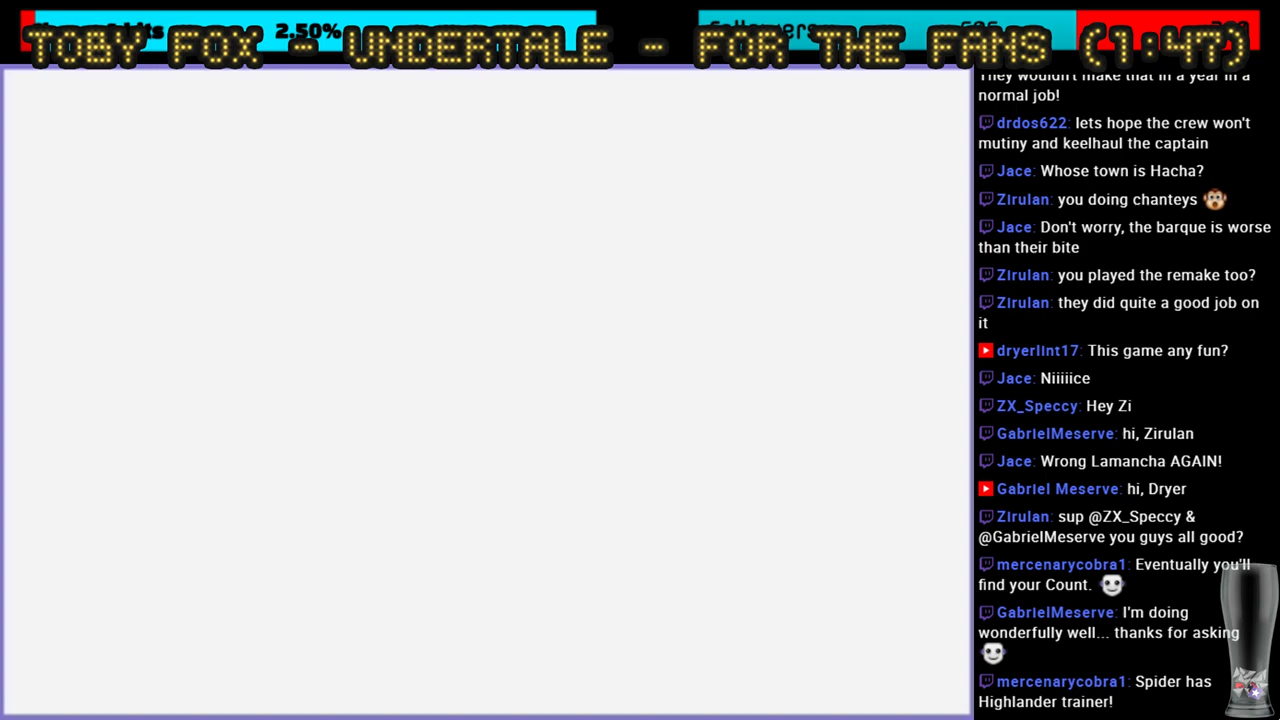 2.50%
TOBY FOX - UNDERTALE - FOR THE FANS (1:47)
They wouldn't make that in a year in a
normal job!
drdos622: lets hope the crew won't
mutiny and keelhaul the captain
Jace: Whose town is Hacha?
Zirulan: you doing chanteys
Jace: Don't worry, the barque is worse
than their bite
Zirulan: you played the remake too?
Zirulan: they did quite a good job on
it
dryerlint17: This game any fun?
Jace: Niiiiice
ZX_Speccy: Hey Zi
GabrielMeserve: hi, Zirulan
Jace: Wrong Lamancha AGAIN!
Gabriel Meserve: hi, Dryer
Zirulan: sup @ZX_Speccy &
@GabrielMeserve you guys all good?
mercenarycobra1: Eventually you'll
find your Count.
GabrielMeserve: I'm doing
wonderfully well... thanks for asking
mercenarycobra1: Spider has
Highlander trainer!